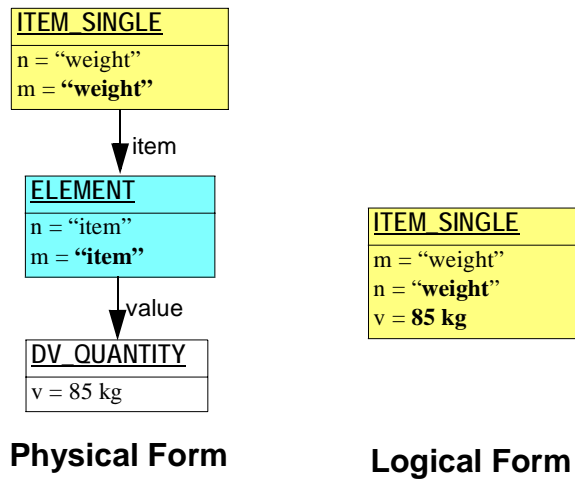 ITEM_SINGLE
n = “weight”
m = “weight”
item
ELEMENT
n = “item”
m = “item”
value
DV_QUANTITY
v = 85 kg
Physical Form
ITEM_SINGLE
m = “weight”
n = “weight”
v = 85 kg
Logical Form